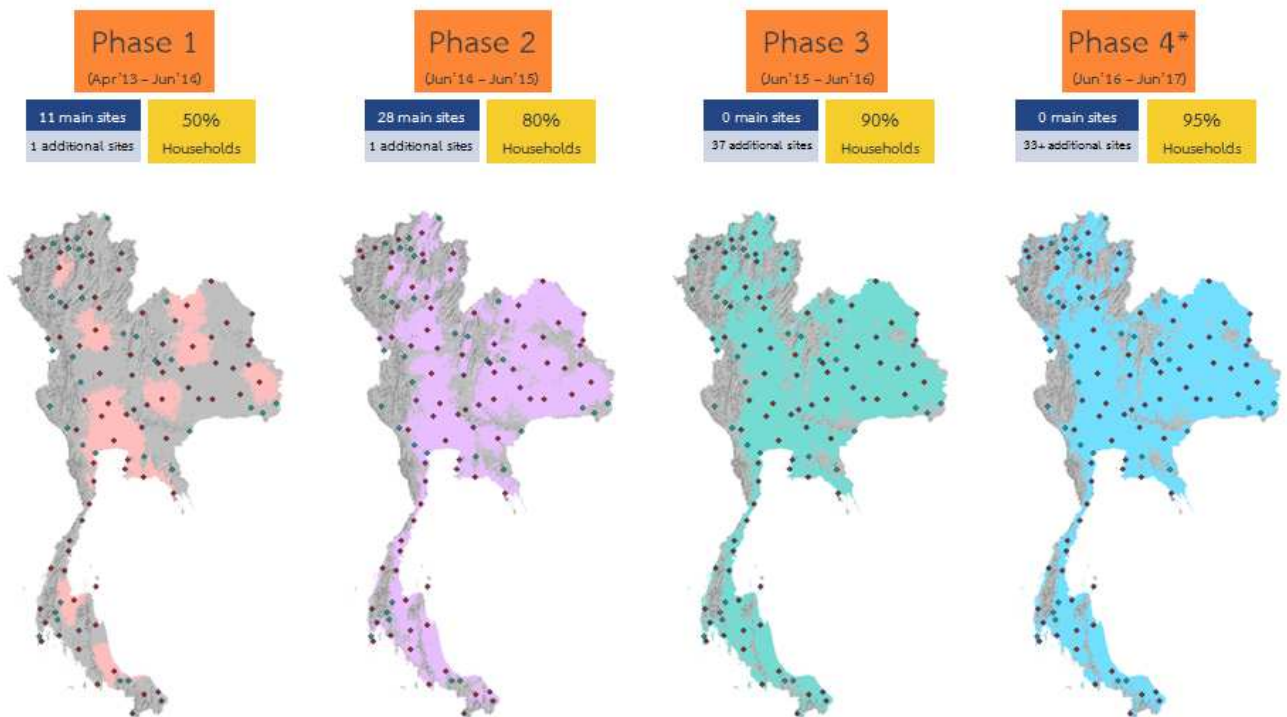 Phase 1
(Apr'13 – Jun'14)
11 main sites
1 additional sites
50%
Households
Phase 2
(Jun'14 – Jun'15)
28 main sites
1 additional sites
80%
Households
Phase 3
(Jun'15 – Jun'16)
0 main sites
37 additional sites
90%
Households
Phase 4*
(Jun'16 – Jun'17)
0 main sites
33+ additional sites
95%
Households